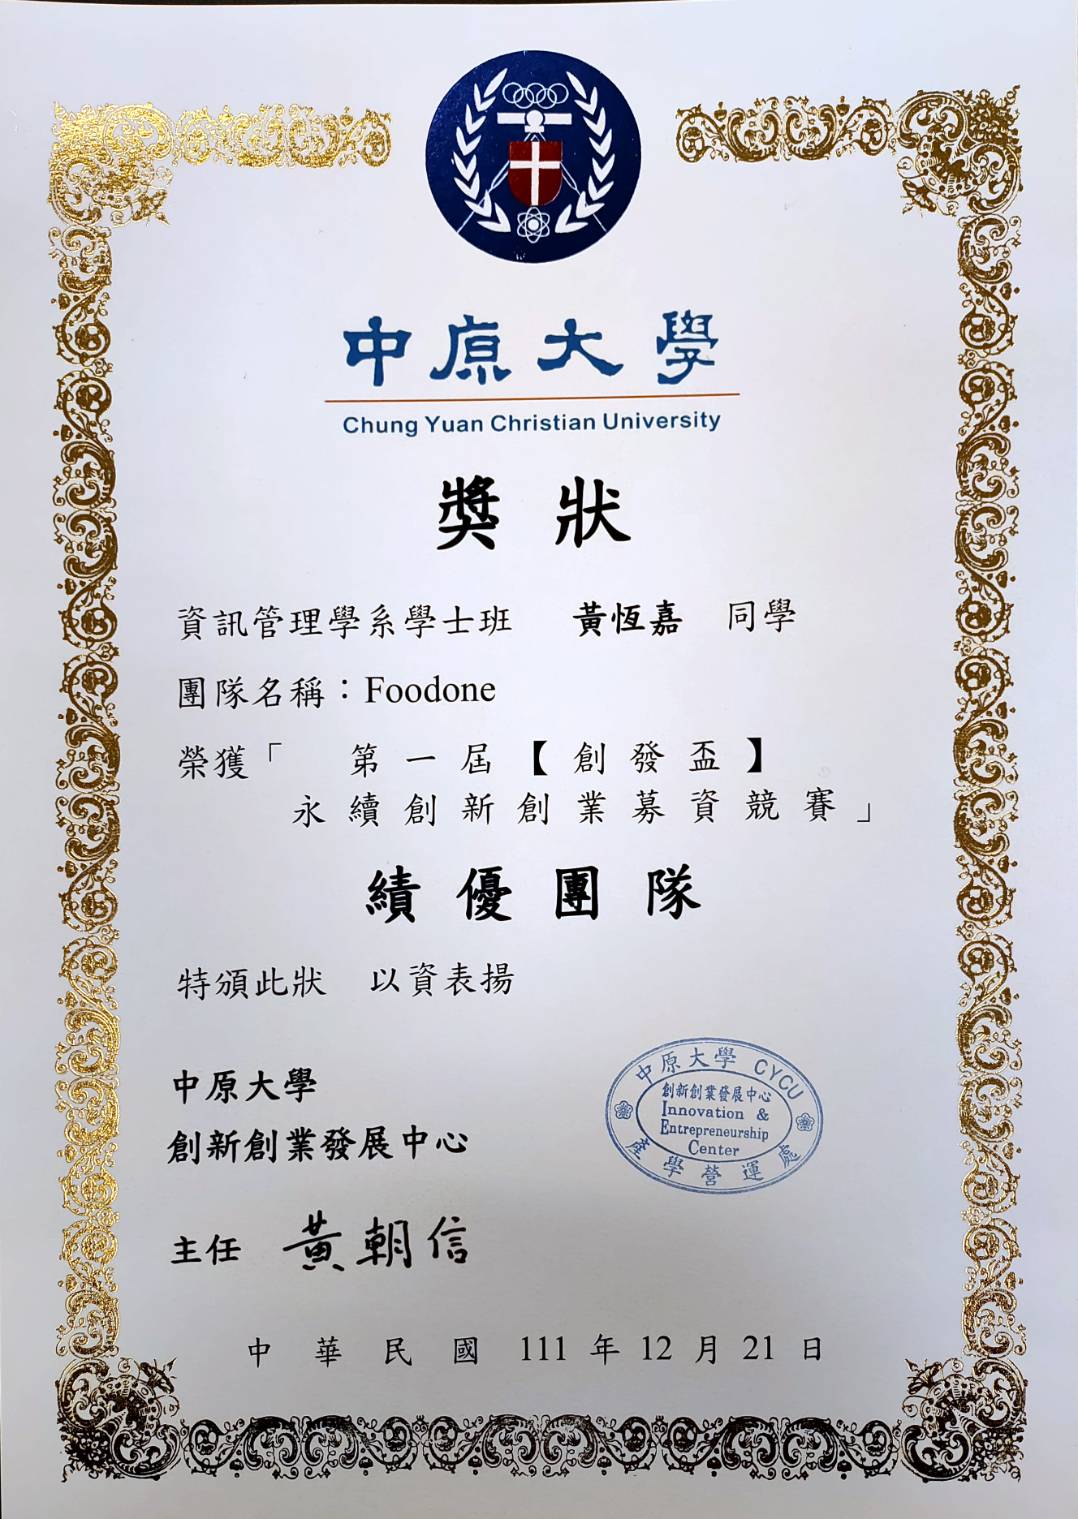 中原大學
Chung Yuan Christian University
獎狀
資訊管理學系學士班 黃恆嘉 同學
團隊名稱：Foodone
榮獲「 第一屆【創發盃】
永續創新創業募資競賽」
績優團隊
特頒此狀 以資表揚
中原大學
創新創業發展中心
中原大學 CYCU
創新創業發展中心
Innovation &
Entrepreneurship
Center
產學營運處
主任 黃朝信
中華民國 111 年 12 月 21 日